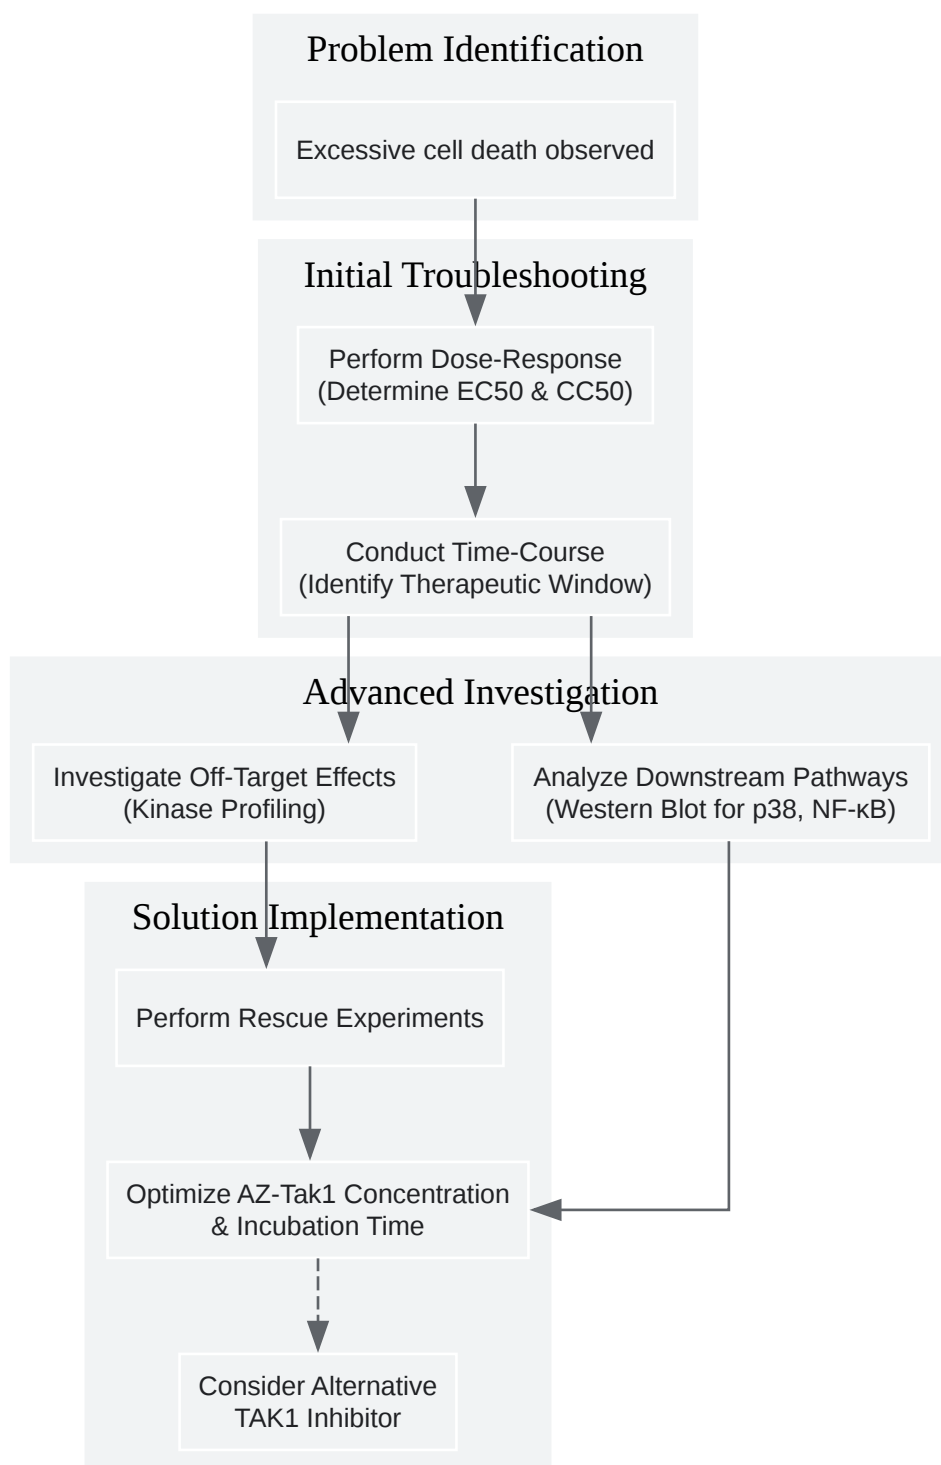 Problem Identification
Excessive cell death observed
Initial Troubleshooting
Perform Dose-Response
(Determine EC50 & CC50)
Conduct Time-Course
(Identify Therapeutic Window)
Advanced Investigation
Investigate Off-Target Effects
(Kinase Profiling)
Analyze Downstream Pathways
(Western Blot for p38, NF-κB)
Solution Implementation
Perform Rescue Experiments
Optimize AZ-Tak1 Concentration
& Incubation Time
Consider Alternative
TAK1 Inhibitor